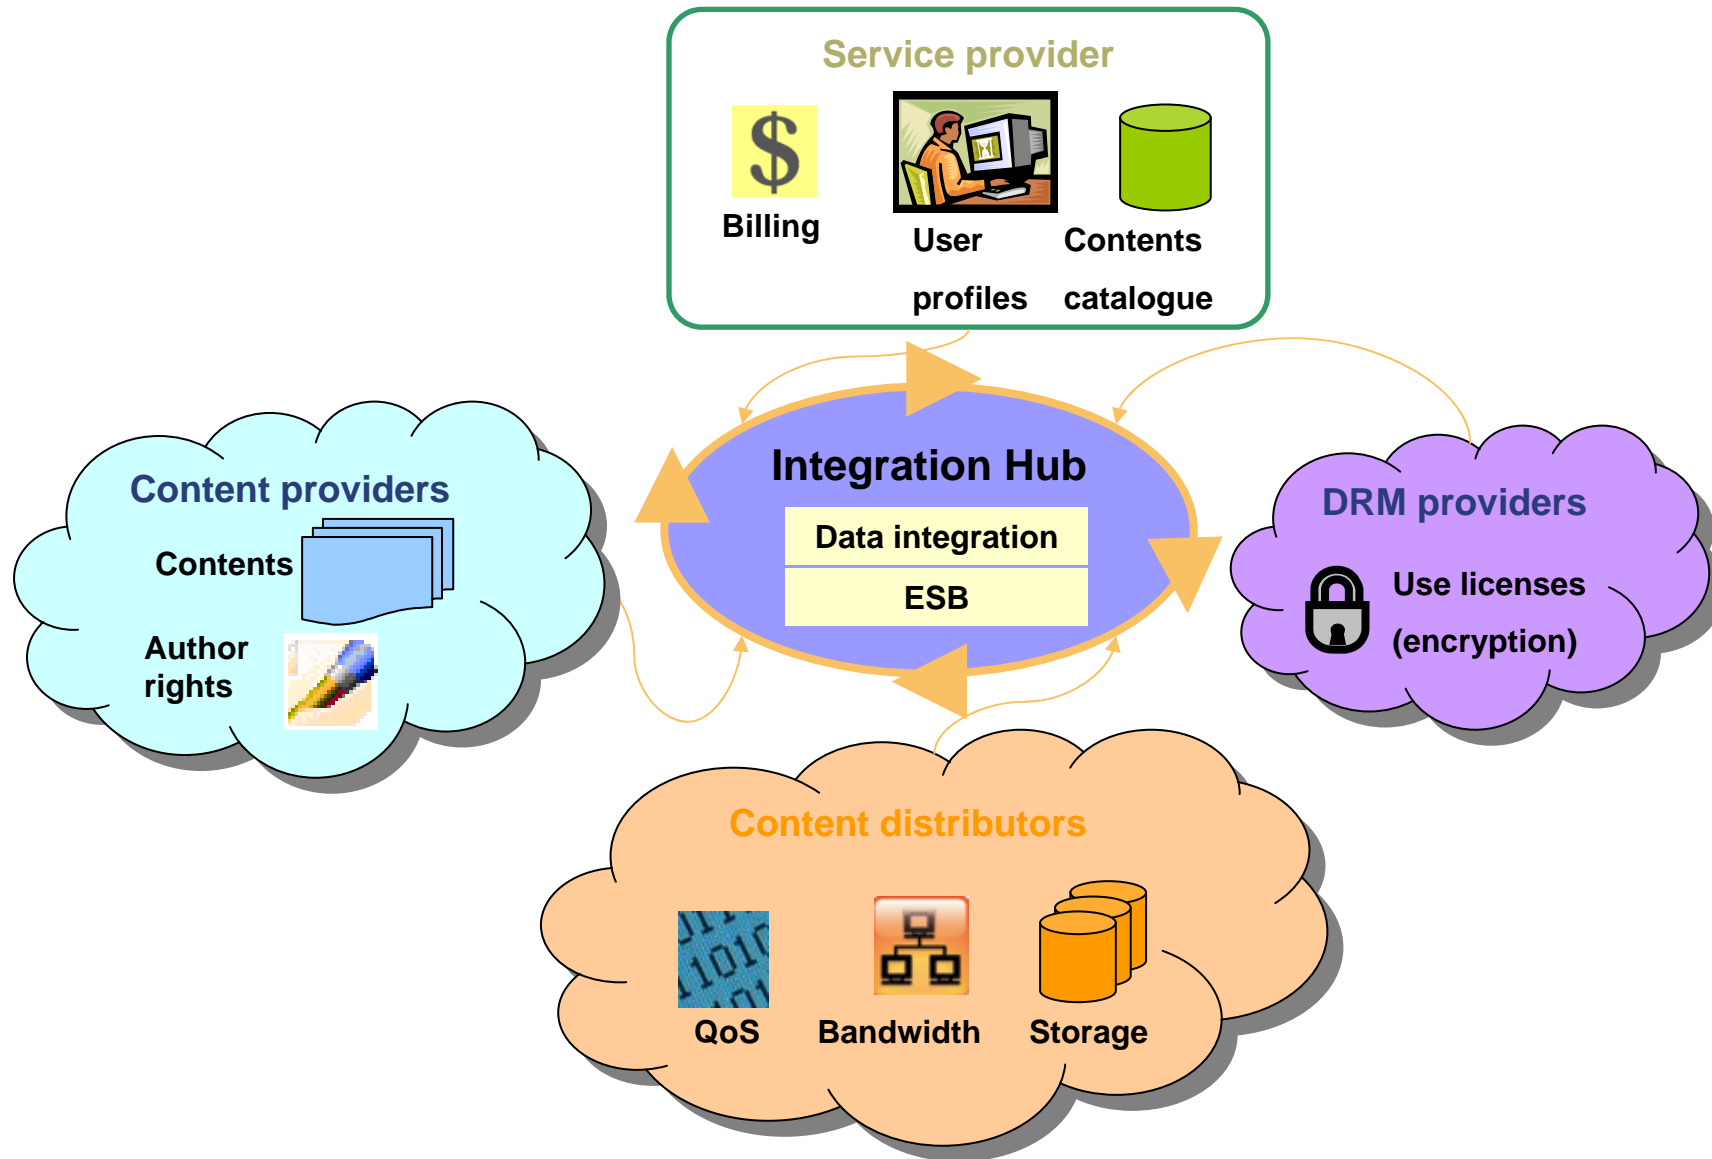 Service provider
$
Billing
User
profiles
Contents
catalogue
Integration Hub
Data integration
ESB
Content providers
Contents
Author
rights
DRM providers
Use licenses
(encryption)
Content distributors
QoS
Bandwidth
Storage